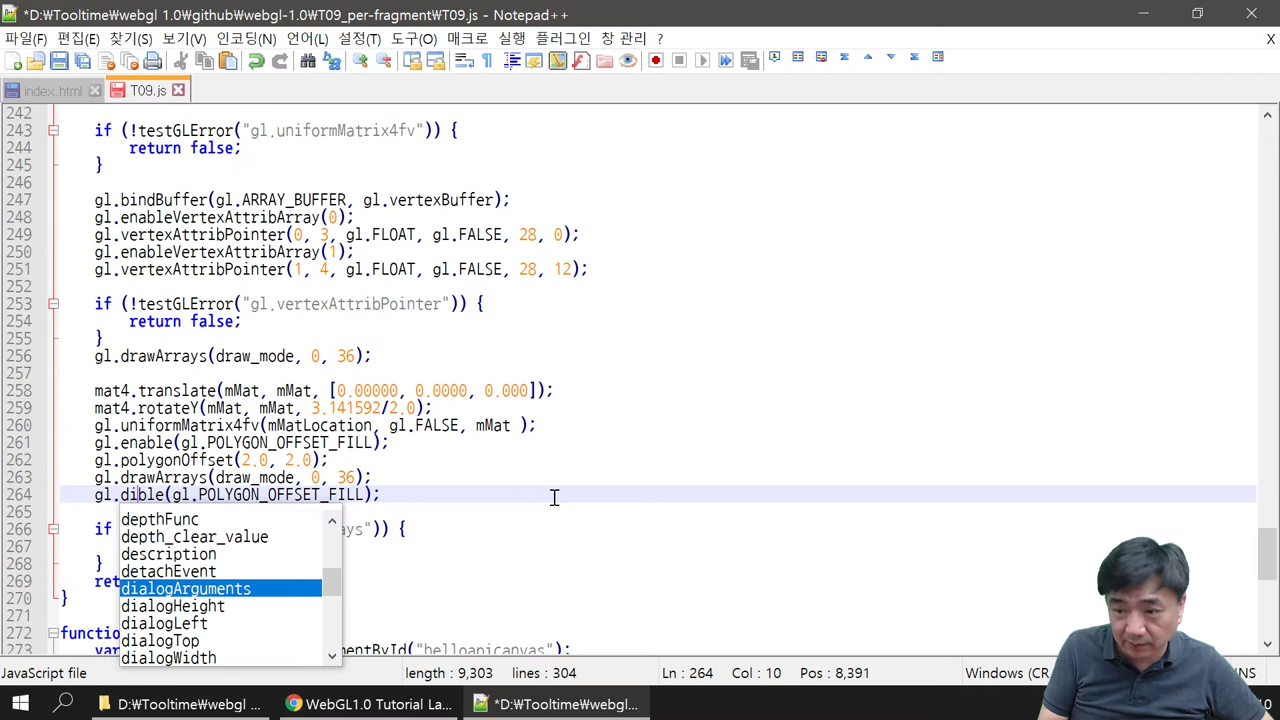 *D:₩Tooltime₩webgl 1.0₩github₩webgl-1.0₩T09_per-fragment₩T09.js - Notepad++
파일(F) 편집(E) 찾기(S) 보기(V) 인코딩(N) 언어(L) 설정(T) 도구(O) 매크로 실행 플러그인 창 관리 ? X
index.html T09.js
242
243 if (!testGLError("gl.uniformMatrix4fv")) {
244 return false;
245 }
246
247 gl.bindBuffer(gl.ARRAY_BUFFER, gl.vertexBuffer);
248 gl.enableVertexAttribArray(0);
249 gl.vertexAttribPointer(0, 3, gl.FLOAT, gl.FALSE, 28, 0);
250 gl.enableVertexAttribArray(1);
251 gl.vertexAttribPointer(1, 4, gl.FLOAT, gl.FALSE, 28, 12);
252
253 if (!testGLError("gl.vertexAttribPointer")) {
254 return false;
255 }
256 gl.drawArrays(draw_mode, 0, 36);
257
258 mat4.translate(mMat, mMat, [0.00000, 0.0000, 0.000]);
259 mat4.rotateY(mMat, mMat, 3.141592/2.0);
260 gl.uniformMatrix4fv(mMatLocation, gl.FALSE, mMat );
261 gl.enable(gl.POLYGON_OFFSET_FILL);
262 gl.polygonOffset(2.0, 2.0);
263 gl.drawArrays(draw_mode, 0, 36);
264 gl.dible(gl.POLYGON_OFFSET_FILL);
265
266 if ays")) {
267
268 }
269 ret
270 }
271
272 function
273 var mentById("helloapicanvas");
depthFunc
depth_clear_value
description
detachEvent
dialogArguments
dialogHeight
dialogLeft
dialogTop
dialogWidth
JavaScript file length : 9,303 lines : 304 Ln : 264 Col : 10 Pos : 8,391 Windows (C INS
D:₩Tooltime₩webgl ... WebGL1.0 Tutorial La... *D:₩Tooltime₩webgl...